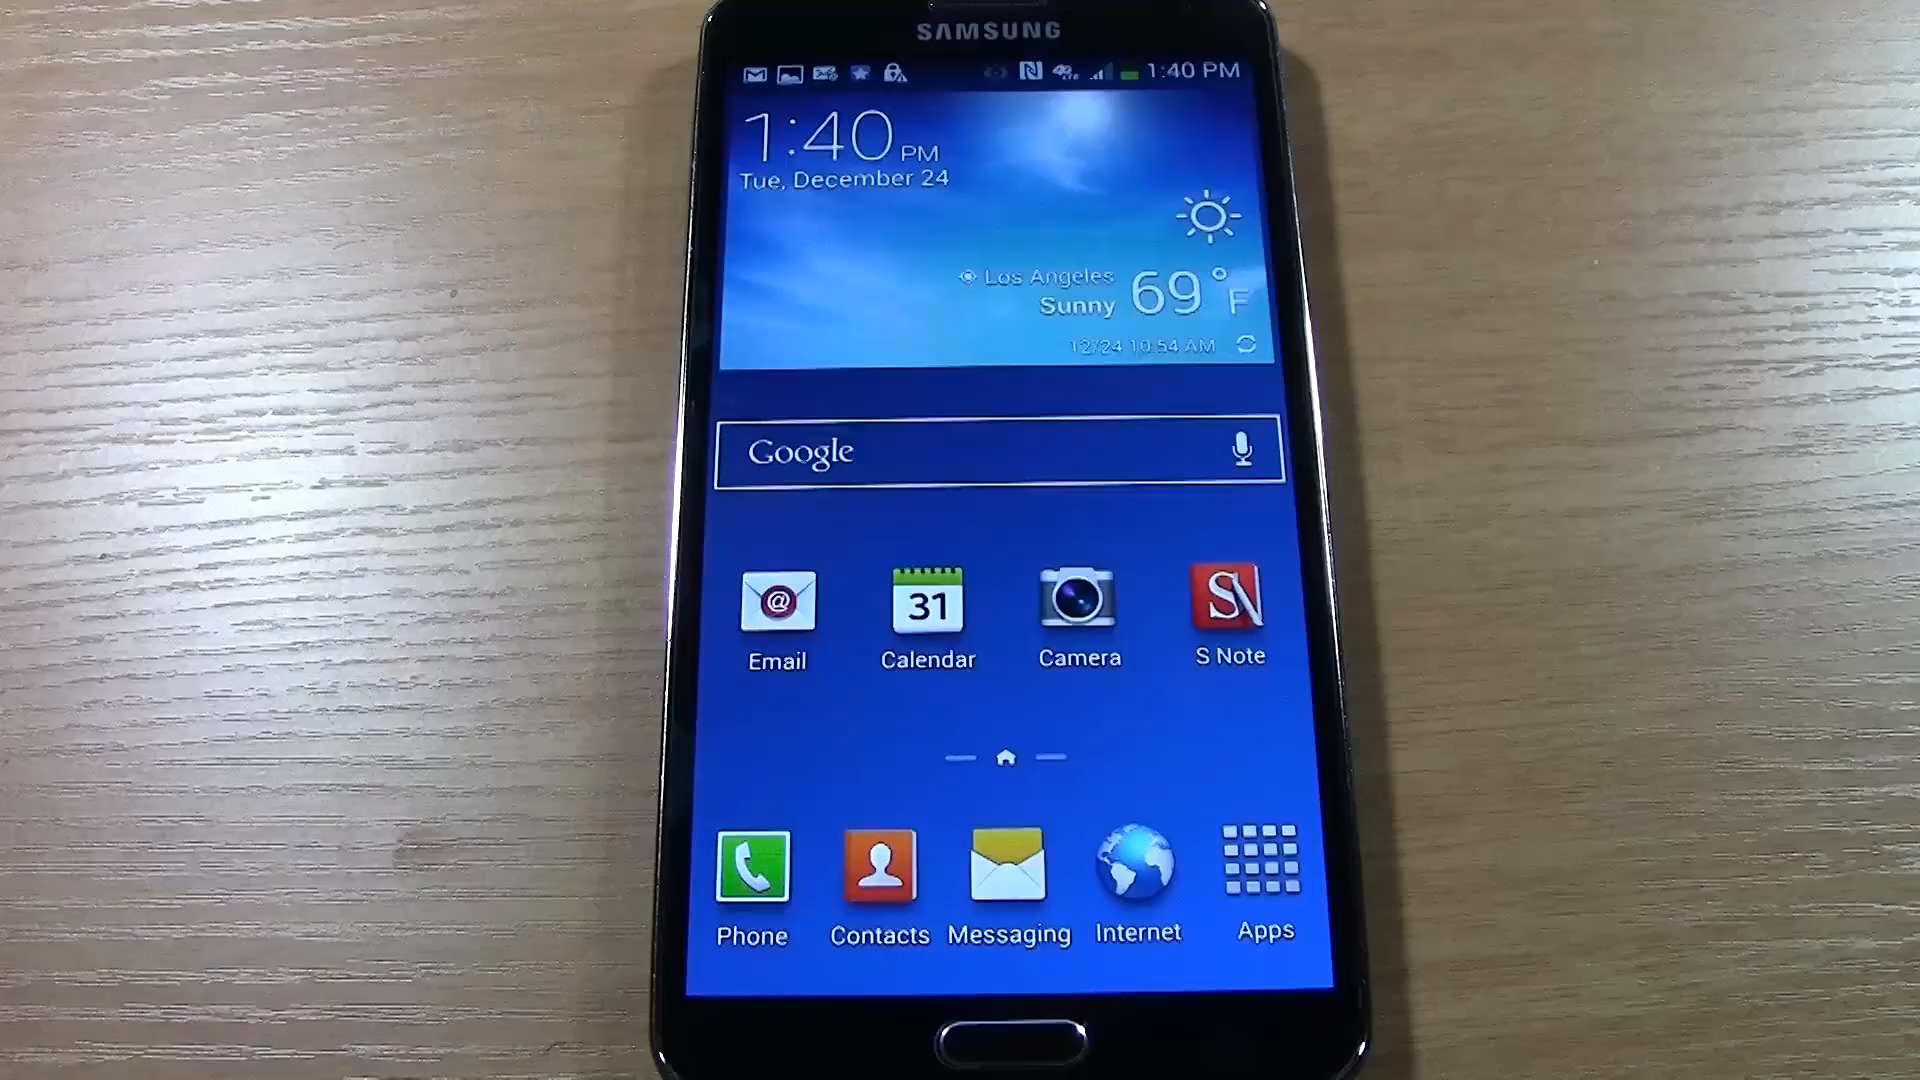 SAMSUNG
1:40 PM
1:40 PM
Tue, December 24
Los Angeles
Sunny
69°F
12/24 10:54 AM
Google
@
31
S
Email
Calendar
Camera
S Note
Phone
Contacts
Messaging
Internet
Apps